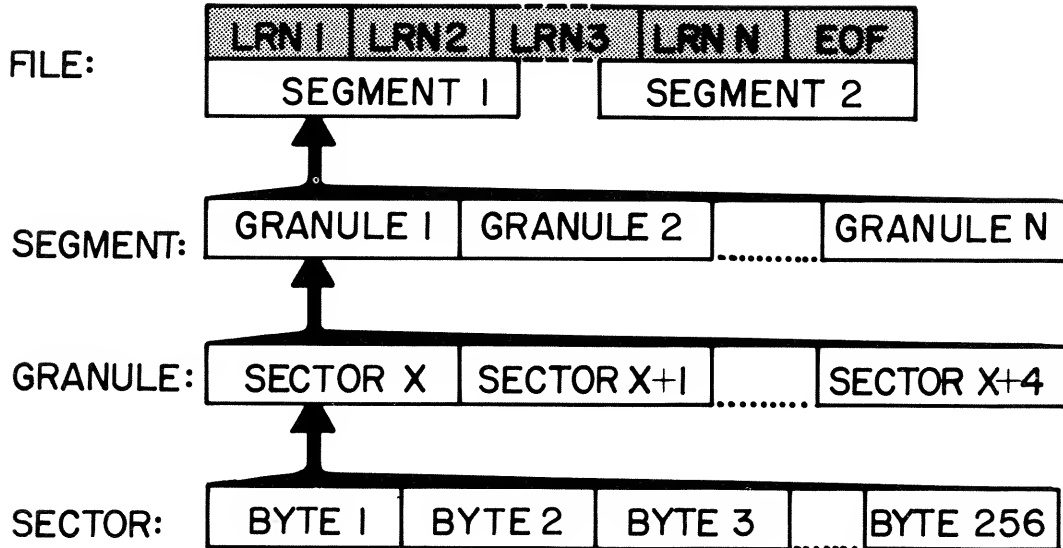 LRN 1 LRN2 LRN3 LRN N EOF
FILE:
SEGMENT 1 SEGMENT 2
SEGMENT: GRANULE 1 GRANULE 2 GRANULE N
GRANULE: SECTOR X SECTOR X+1 SECTOR X+4
SECTOR: BYTE 1 BYTE 2 BYTE 3 BYTE 256